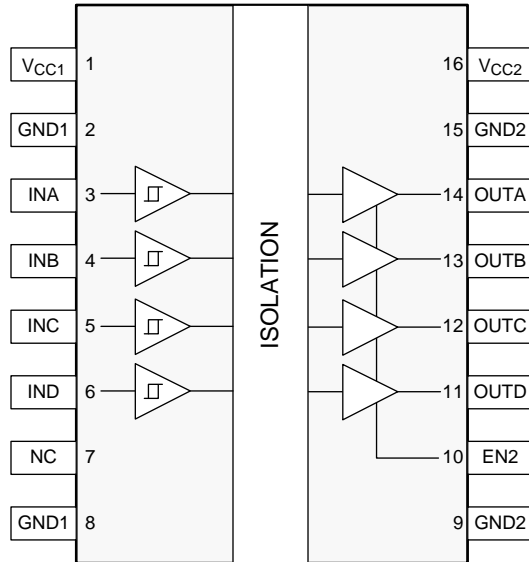 VCC1 1 16 VCC2
GND1 2 15 GND2
INA 3 14 OUTA
INB 4 13 OUTB
INC 5 12 OUTC
IND 6 11 OUTD
NC 7 10 EN2
GND1 8 9 GND2
ISOLATION